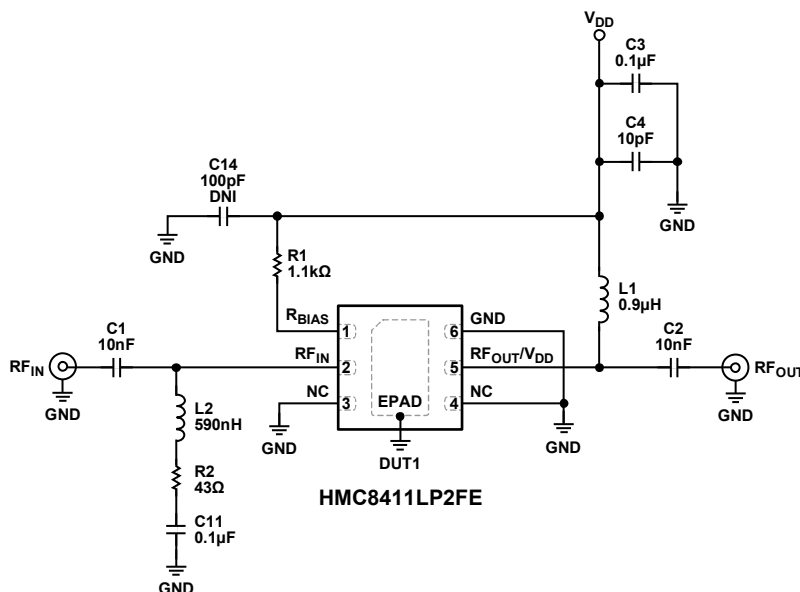 VDD
C3
0.1µF
C4
10pF
GND
C14
100pF
DNI
GND
R1
1.1kΩ
L1
0.9µH
RBIAS
1
6
GND
C1
10nF
C2
10nF
RFIN
RFIN
2
5
RFOUT/VDD
RFOUT
GND
NC
3
EPAD
4
NC
GND
L2
590nH
GND
GND
DUT1
R2
43Ω
HMC8411LP2FE
C11
0.1µF
GND